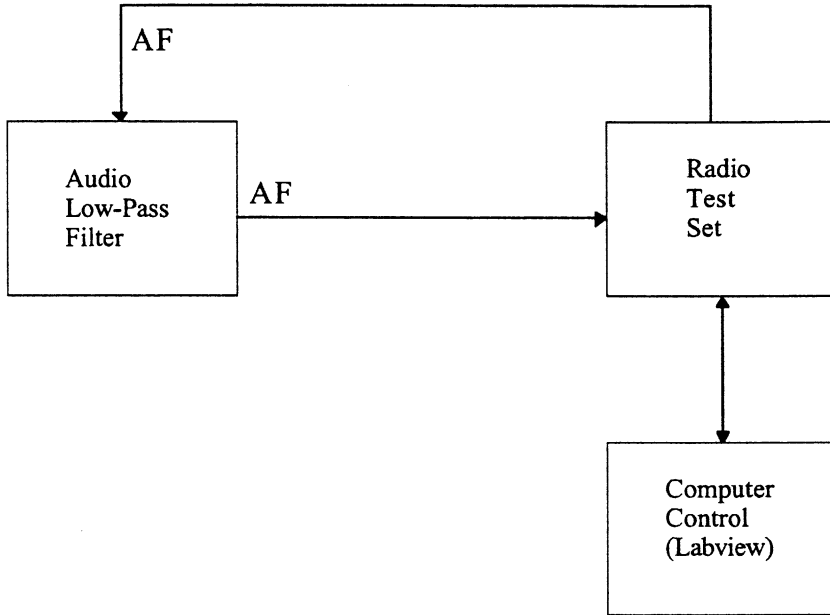 AF
Audio
Low-Pass
Filter
AF
Radio
Test
Set
Computer
Control
(Labview)